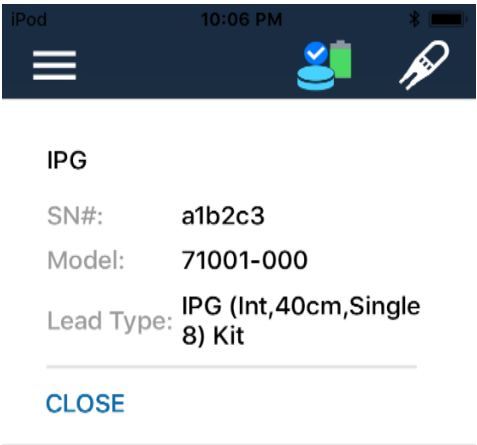 iPod 10:06 PM
IPG
SN#: a1b2c3
Model: 71001-000
Lead Type: IPG (Int,40cm,Single
8) Kit
CLOSE